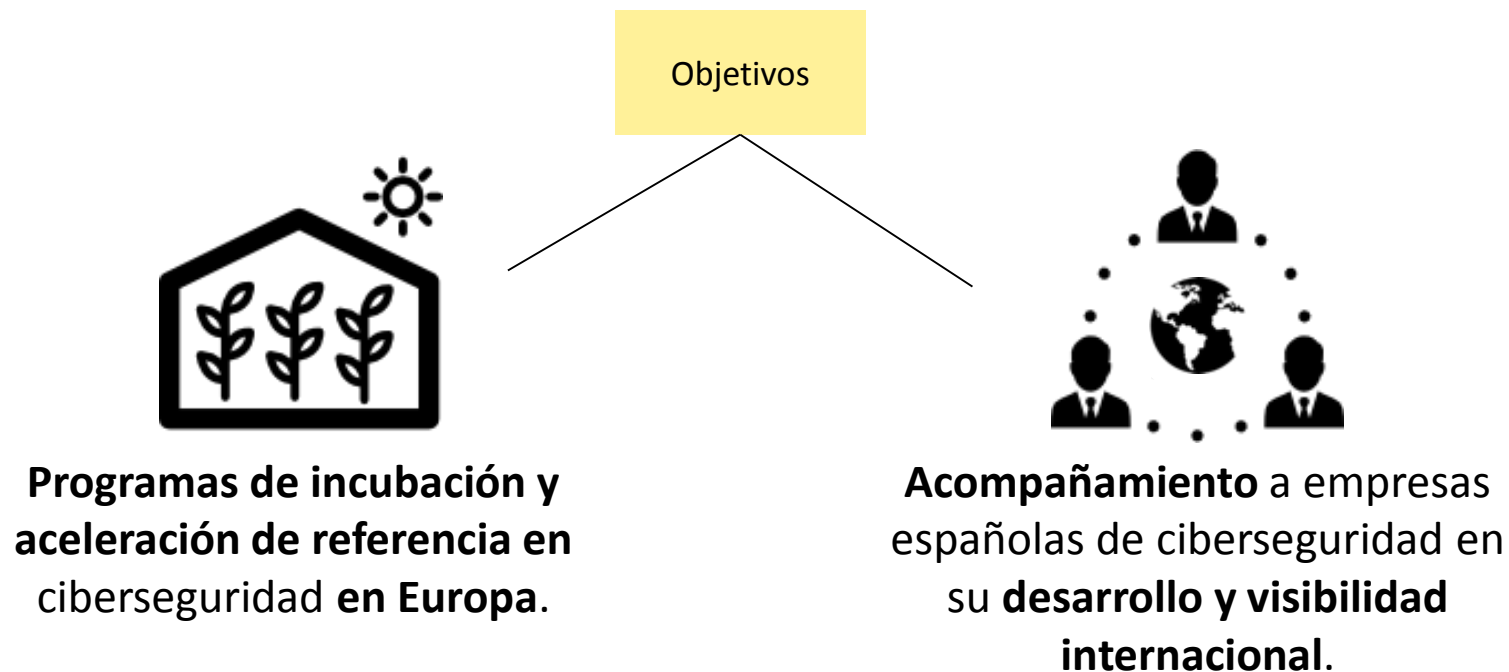 Objetivos
Programas de incubación y
aceleración de referencia en
ciberseguridad en Europa.
Acompañamiento a empresas
españolas de ciberseguridad en
su desarrollo y visibilidad
internacional.